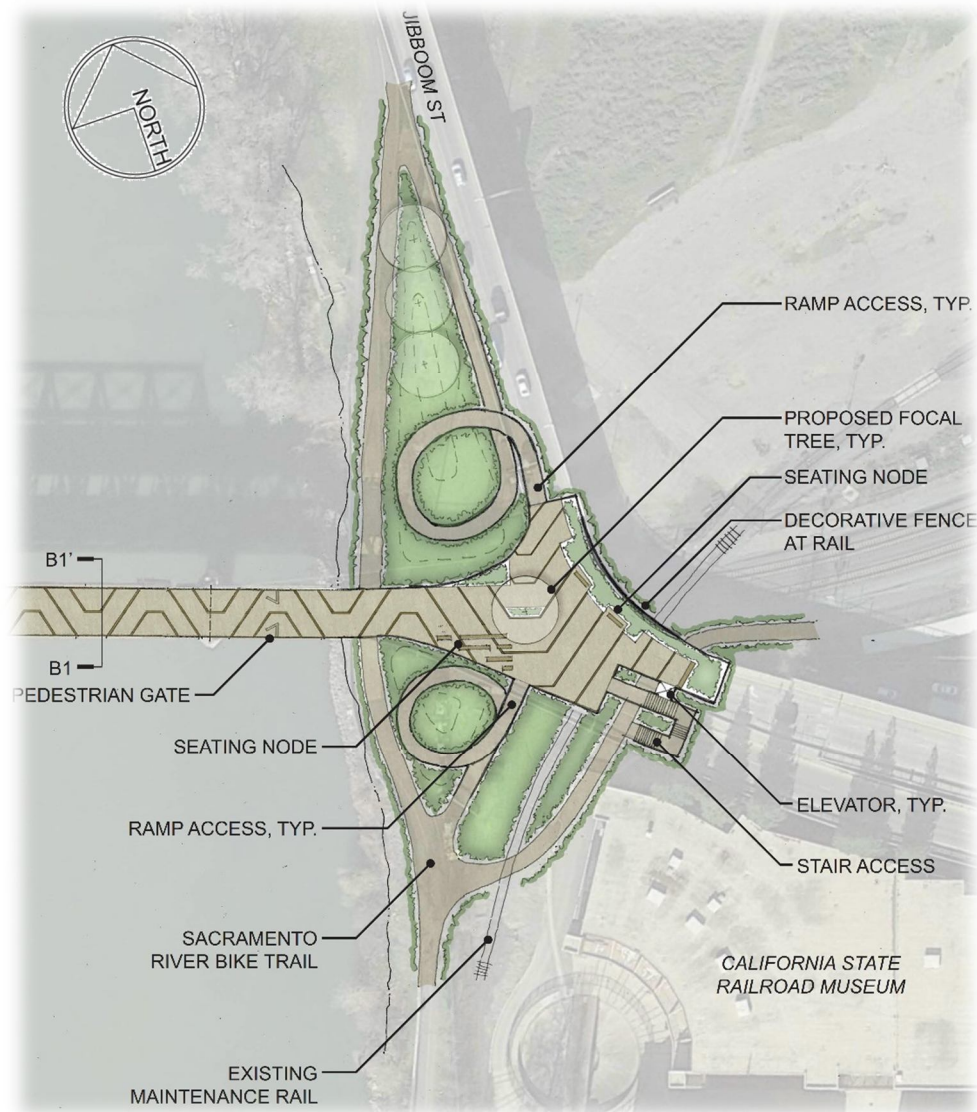 JIBBOOM ST
NORTH
RAMP ACCESS, TYP.
PROPOSED FOCAL
TREE, TYP.
SEATING NODE
DECORATIVE FENCE
AT RAIL
B1'
B1
PEDESTRIAN GATE
SEATING NODE
RAMP ACCESS, TYP.
ELEVATOR, TYP.
STAIR ACCESS
SACRAMENTO
RIVER BIKE TRAIL
CALIFORNIA STATE
RAILROAD MUSEUM
EXISTING
MAINTENANCE RAIL